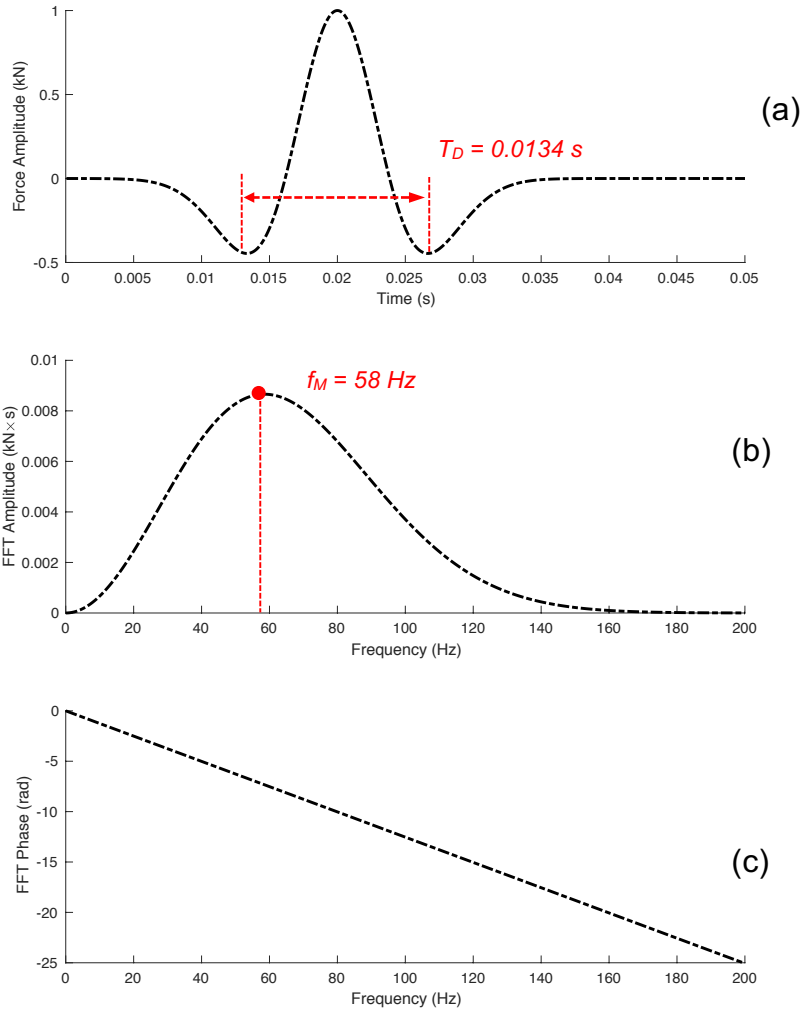 1
0.5
0
-0.5
Force Amplitude (kN)
T_D = 0.0134 s
(a)
0 0.005 0.01 0.015 0.02 0.025 0.03 0.035 0.04 0.045 0.05
Time (s)
0.01
0.008
0.006
0.004
0.002
0
FFT Amplitude (kN×s)
f_M = 58 Hz
(b)
0 20 40 60 80 100 120 140 160 180 200
Frequency (Hz)
0
-5
-10
-15
-20
-25
FFT Phase (rad)
(c)
0 20 40 60 80 100 120 140 160 180 200
Frequency (Hz)